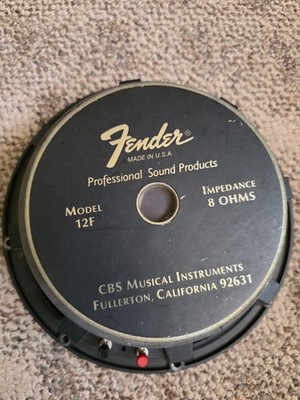 Fender®
MADE IN U.S.A.
Professional Sound Products
MODEL
12F
IMPEDANCE
8 OHMS
CBS MUSICAL INSTRUMENTS
FULLERTON, CALIFORNIA 92631